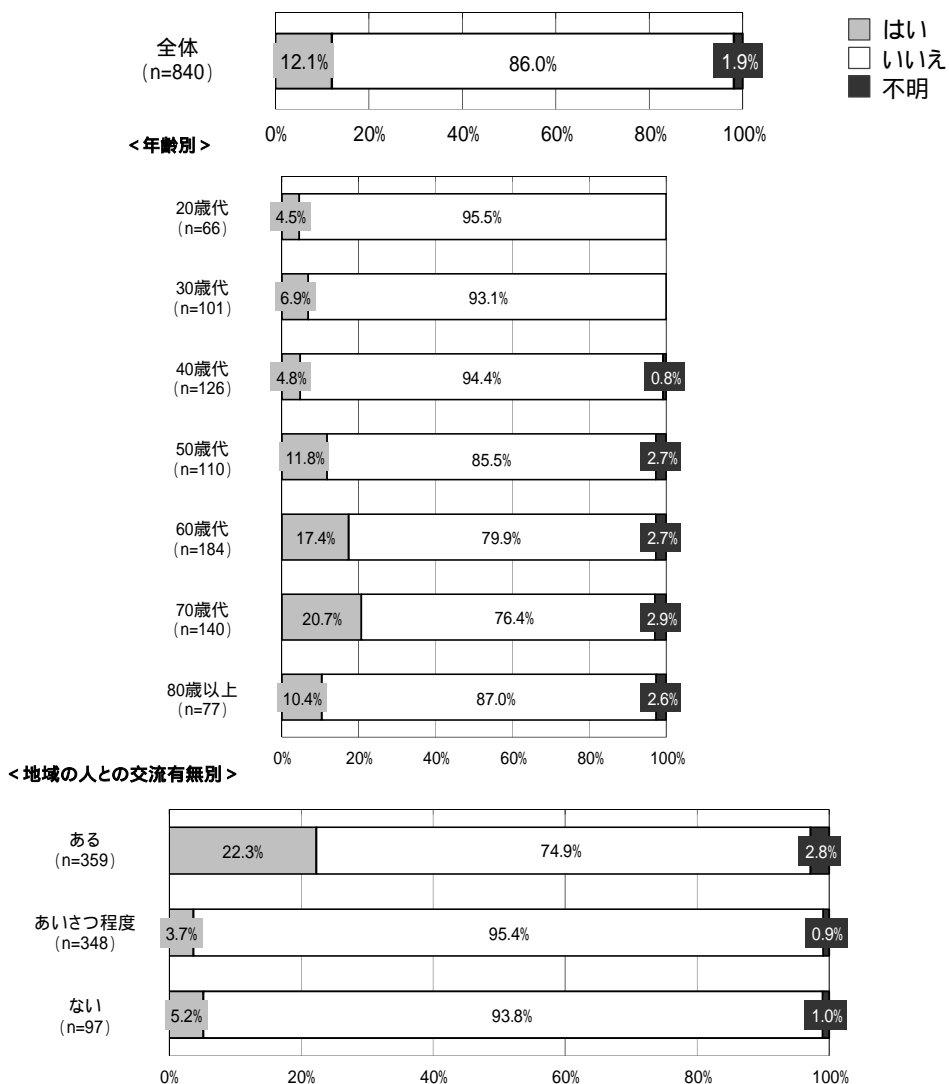 全体
(n=840)
12.1%
86.0%
1.9%
はい
いいえ
不明
0%
20%
40%
60%
80%
100%
<年齢別>
20歳代
(n=66)
4.5%
95.5%
30歳代
(n=101)
6.9%
93.1%
40歳代
(n=126)
4.8%
94.4%
0.8%
50歳代
(n=110)
11.8%
85.5%
2.7%
60歳代
(n=184)
17.4%
79.9%
2.7%
70歳代
(n=140)
20.7%
76.4%
2.9%
80歳以上
(n=77)
10.4%
87.0%
2.6%
0%
20%
40%
60%
80%
100%
<地域の人との交流有無別>
ある
(n=359)
22.3%
74.9%
2.8%
あいさつ程度
(n=348)
3.7%
95.4%
0.9%
ない
(n=97)
5.2%
93.8%
1.0%
0%
20%
40%
60%
80%
100%